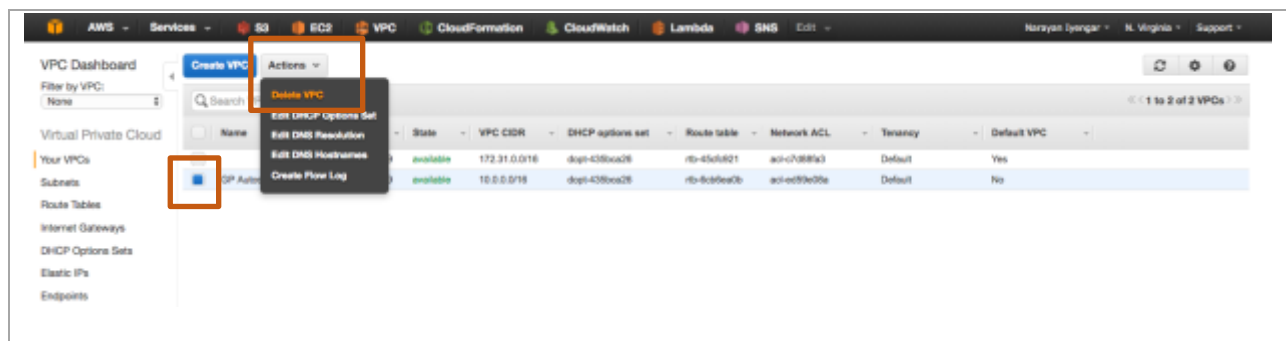 AWS Services S3 EC2 VPC CloudFormation CloudWatch Lambda SNS Edit Narayan Iyengar N. Virginia Support
VPC Dashboard
Filter by VPC:
None
Create VPC Actions
Delete VPC
Edit DHCP Options Set
Edit DNS Resolution
Edit DNS Hostnames
Create Flow Log
Search
1 to 2 of 2 VPCs
Virtual Private Cloud
Your VPCs
Subnets
Route Tables
Internet Gateways
DHCP Options Sets
Elastic IPs
Endpoints
Name State VPC CIDR DHCP options set Route table Network ACL Tenancy Default VPC
available 172.31.0.0/16 Default Yes
available 10.0.0.0/16 Default No